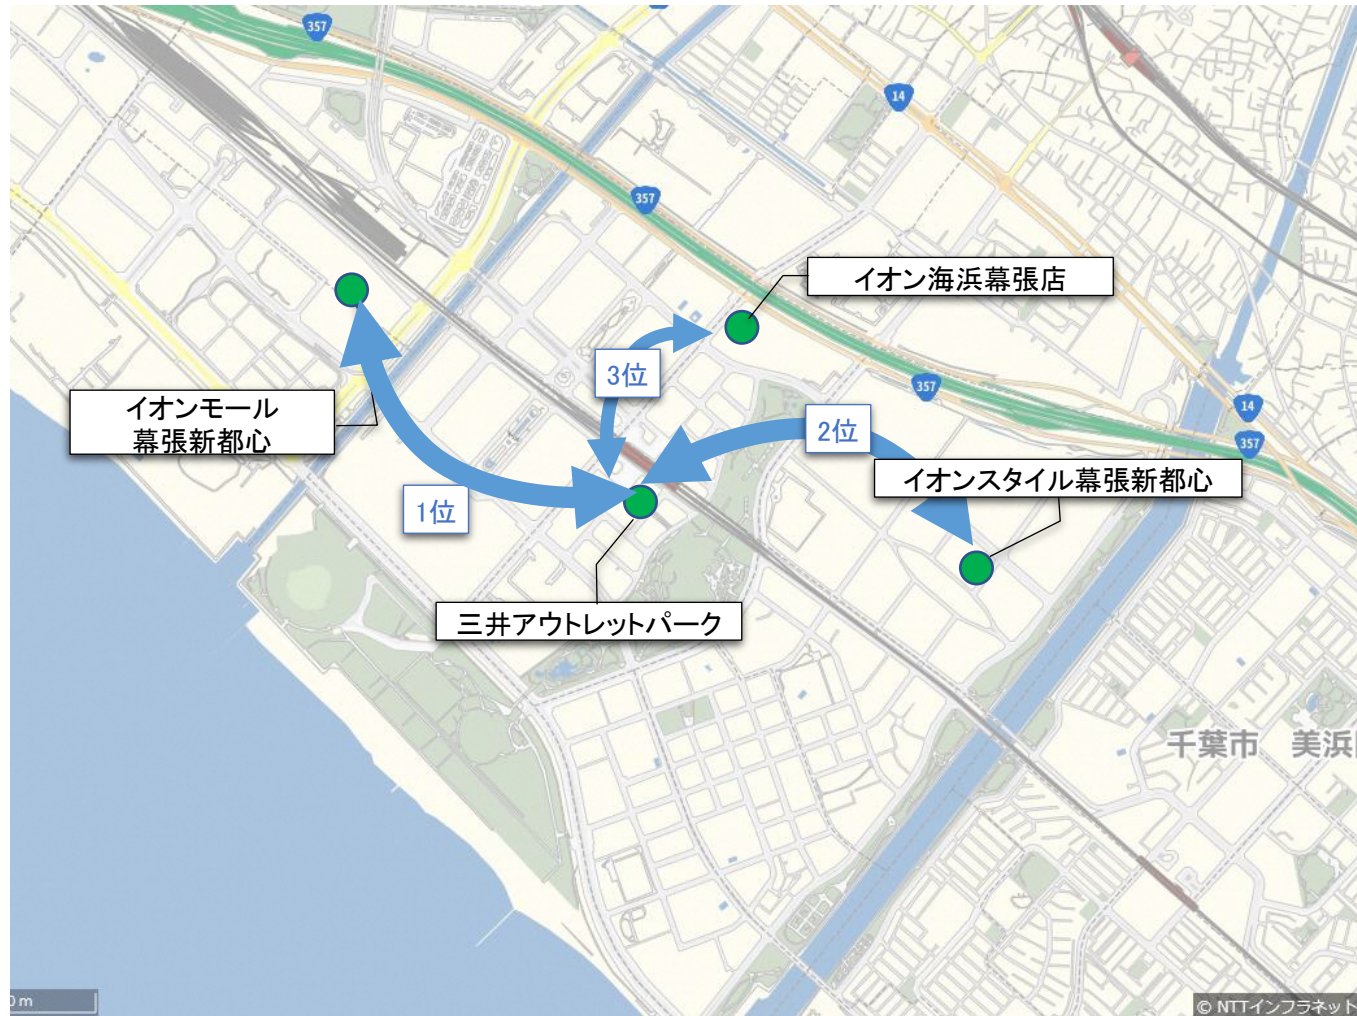 357
14
357
イオン海浜幕張店
3位
357
イオンモール
幕張新都心
14
2位
357
イオンスタイル幕張新都心
1位
三井アウトレットパーク
千葉市 美浜
0 m
© NTTインフラネット